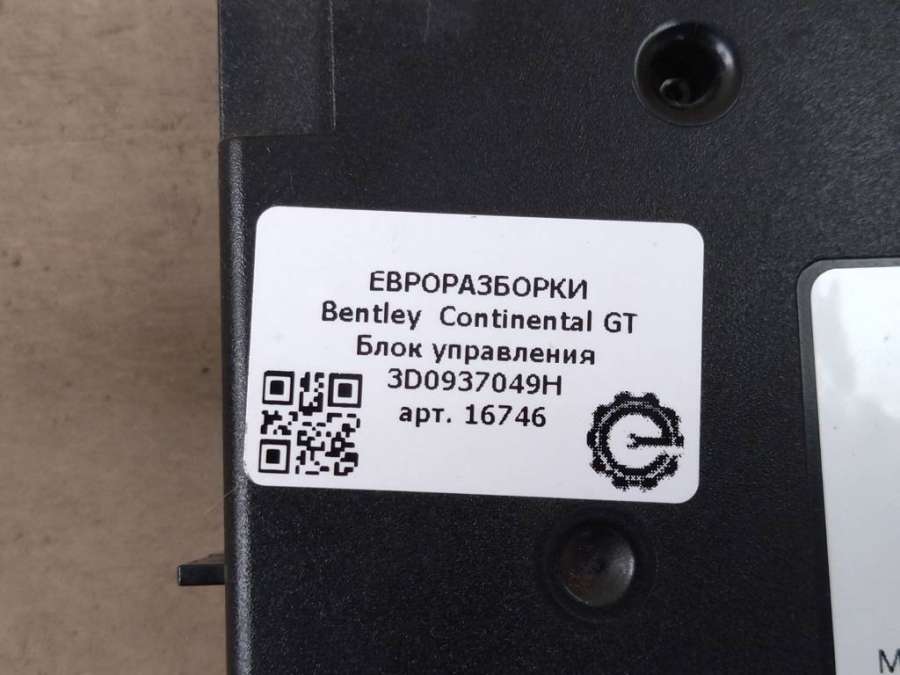 ЕВРОРАЗБОРКИ
Bentley Continental GT
Блок управления
3D0937049H
арт. 16746
M